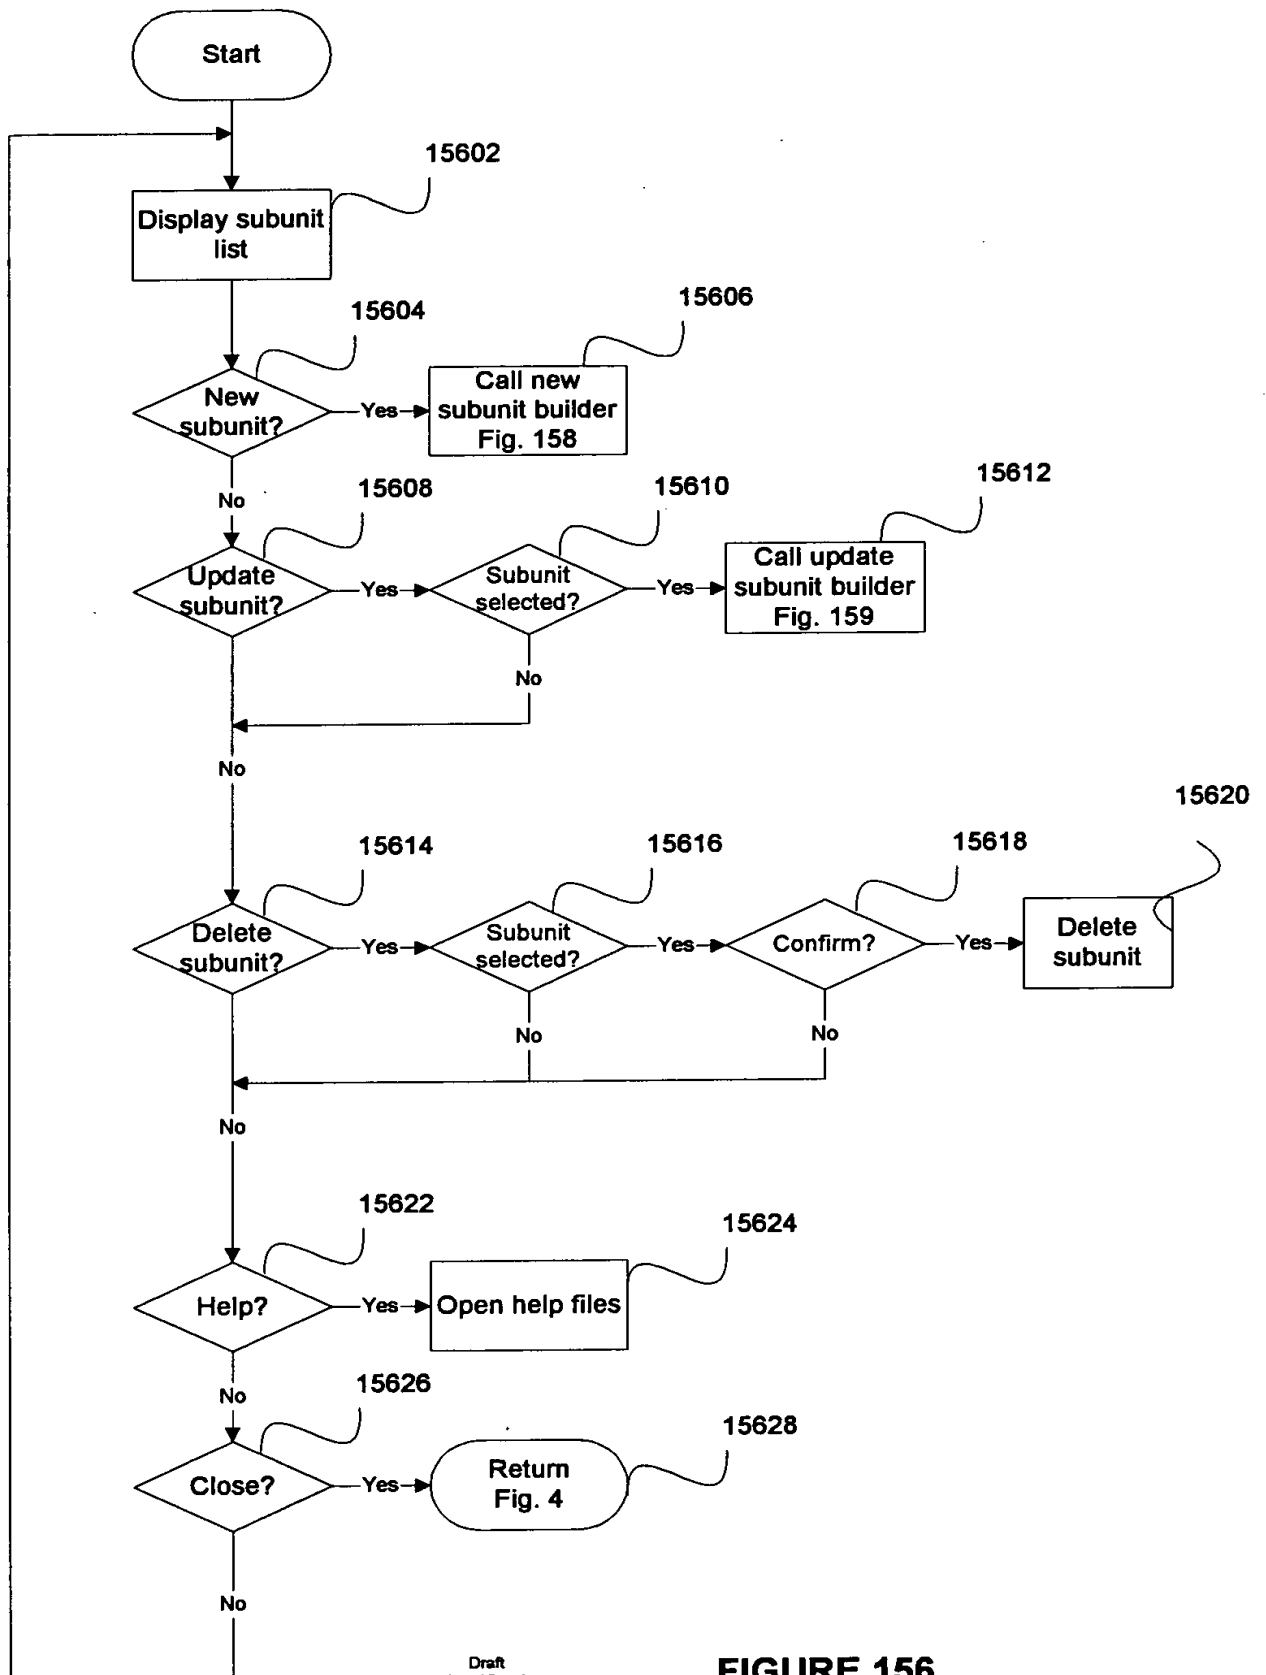 Start
15602
Display subunit
list
15604
15606
New
subunit?
Yes
Call new
subunit builder
Fig. 158
No
15608
15610
15612
Update
subunit?
Yes
Subunit
selected?
Yes
Call update
subunit builder
Fig. 159
No
No
15620
15614
15616
15618
Delete
subunit?
Yes
Subunit
selected?
Yes
Confirm?
Yes
Delete
subunit
No
No
No
15622
15624
Help?
Yes
Open help files
No
15626
15628
Close?
Yes
Return
Fig. 4
No
Draft
FIGURE 156